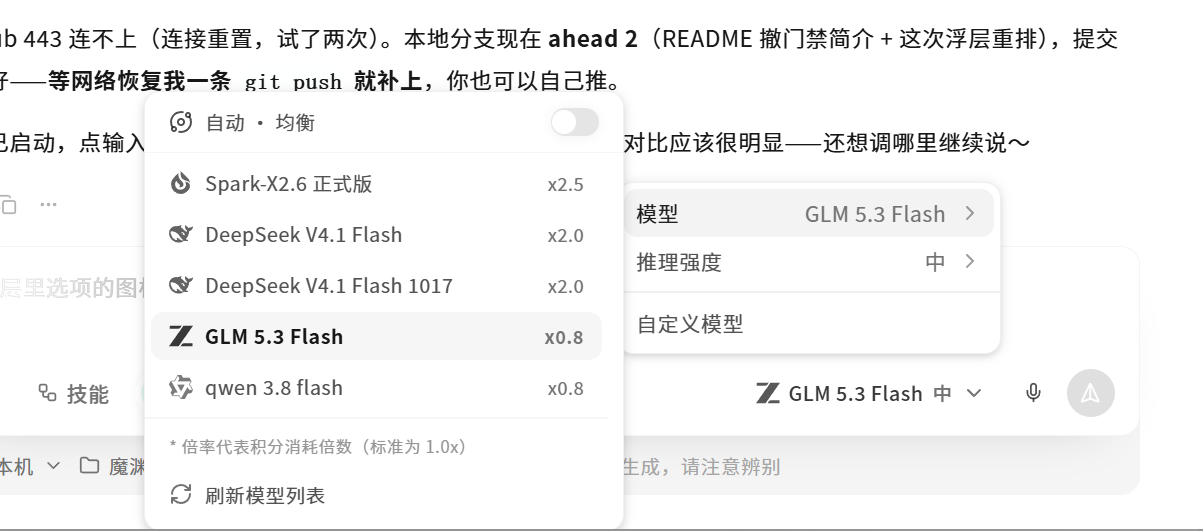 ub 443 连不上（连接重置，试了两次）。本地分支现在 ahead 2（README 撤门禁简介 + 这次浮层重排），提交
好——等网络恢复我一条 git push 就补上，你也可以自己推。
已启动，点输入
对比应该很明显——还想调哪里继续说～
自动 · 均衡
Spark-X2.6 正式版 x2.5
DeepSeek V4.1 Flash x2.0
DeepSeek V4.1 Flash 1017 x2.0
GLM 5.3 Flash x0.8
qwen 3.8 flash x0.8
* 倍率代表积分消耗倍数（标准为 1.0x）
刷新模型列表
模型 GLM 5.3 Flash
推理强度 中
自定义模型
层里选项的图
技能
GLM 5.3 Flash 中
本机 魔渊
生成，请注意辨别